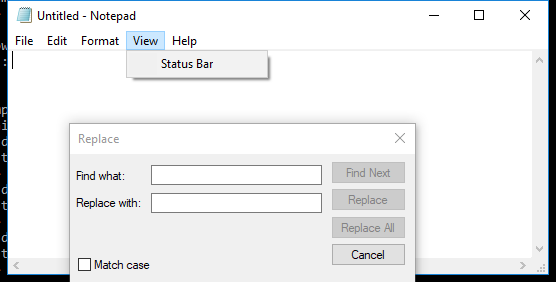 Untitled - Notepad
File Edit Format View Help
Status Bar
Replace
Find what:
Find Next
Replace with:
Replace
Replace All
Cancel
Match case